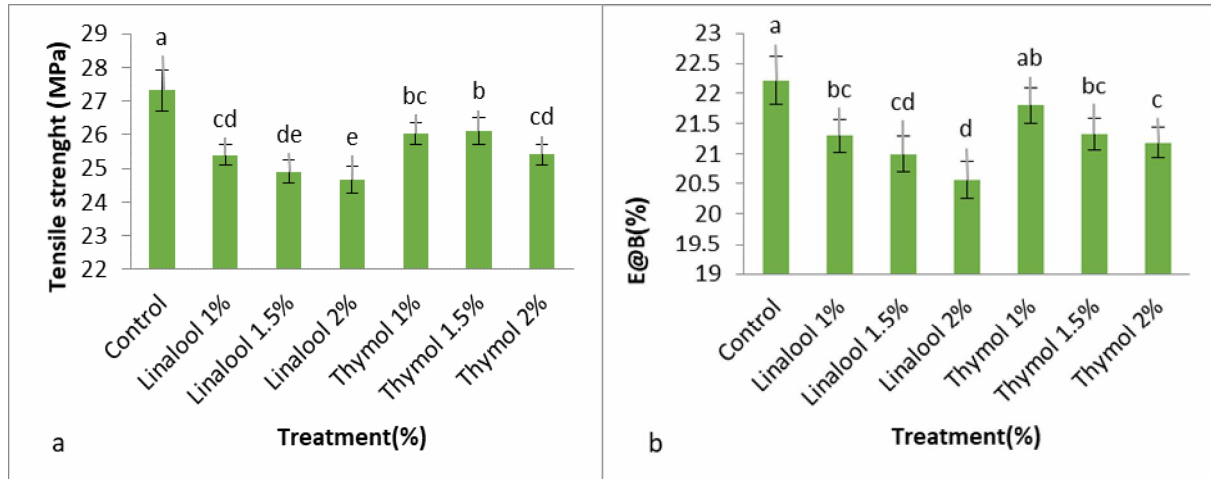 29
28
27
26
25
24
23
22
Tensile strenght (MPa)
a
cd
de
e
bc
b
cd
Control
Linalool 1%
Linalool 1.5%
Linalool 2%
Thymol 1%
Thymol 1.5%
Thymol 2%
Treatment(%)
a
23
22.5
22
21.5
21
20.5
20
19.5
19
E@B(%)
a
bc
cd
d
ab
bc
c
Control
Linalool 1%
Linalool 1.5%
Linalool 2%
Thymol 1%
Thymol 1.5%
Thymol 2%
Treatment(%)
b